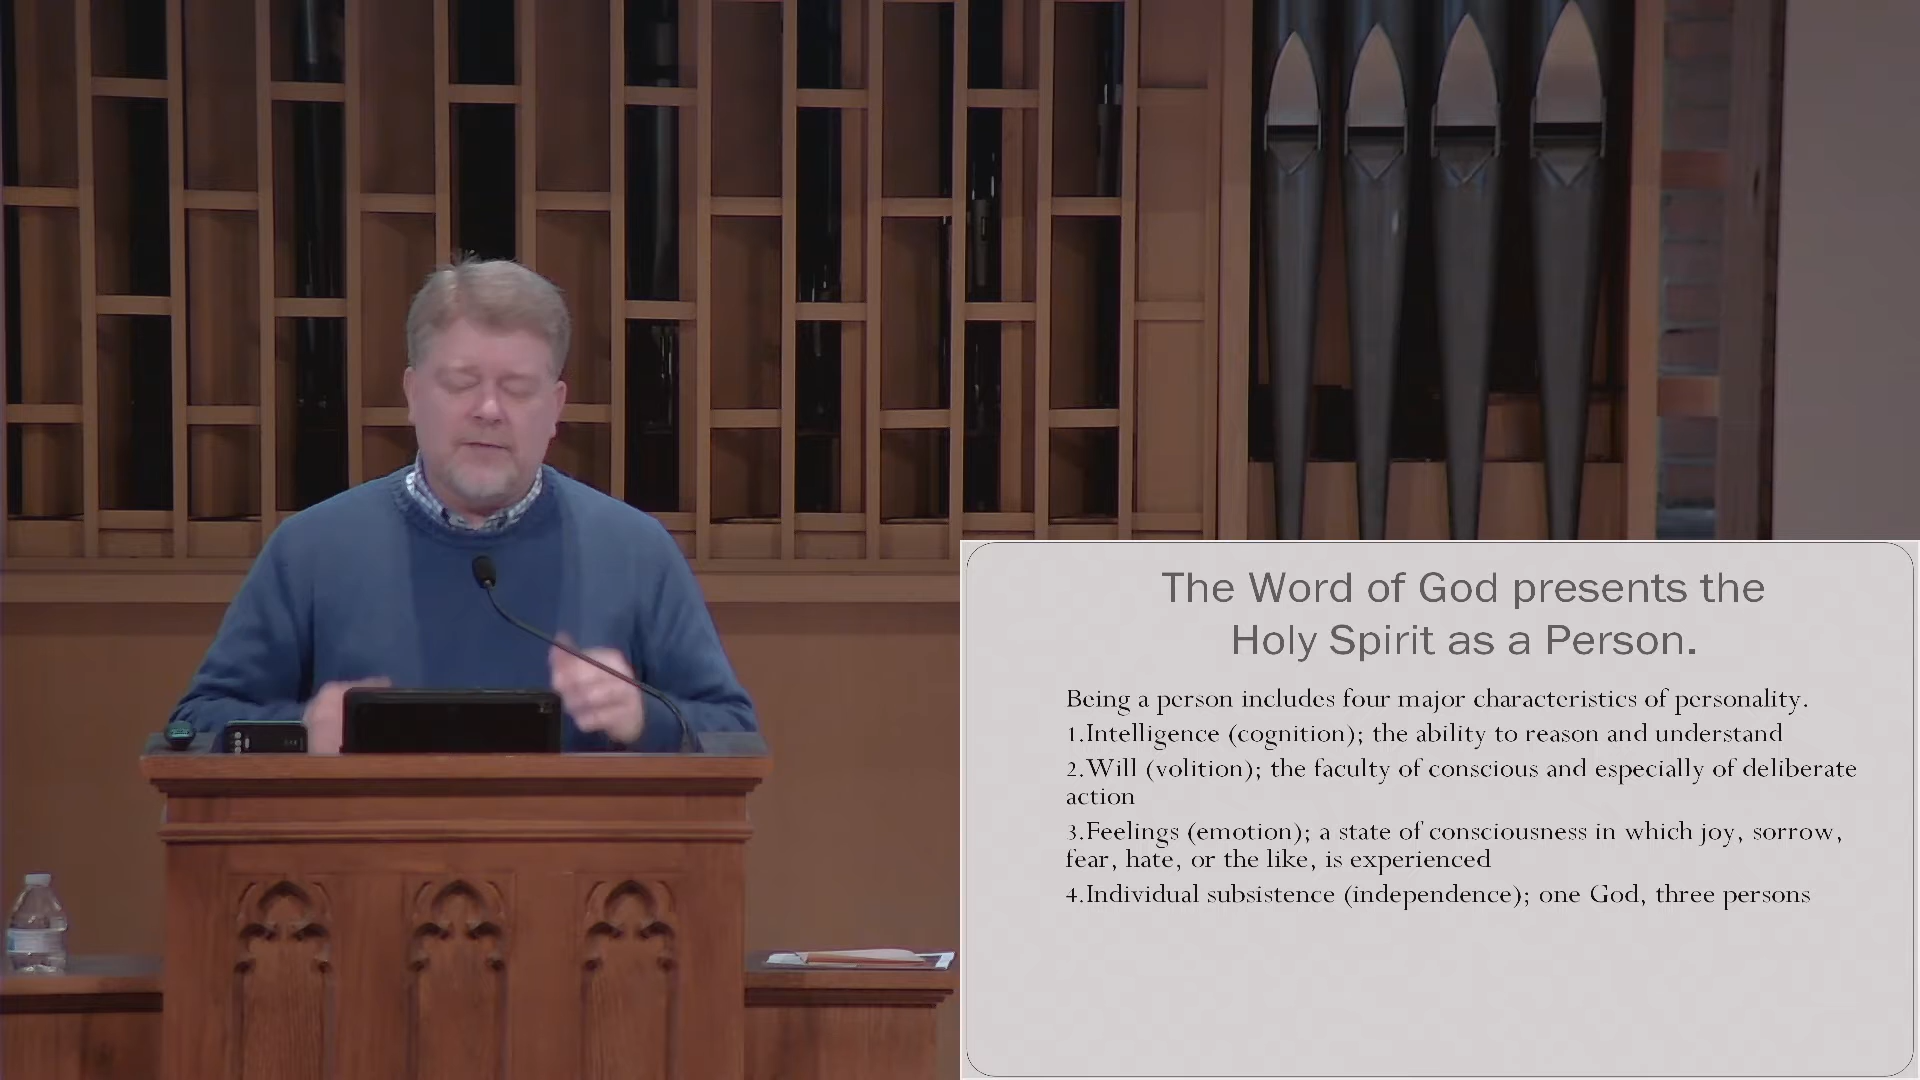 The Word of God presents the
Holy Spirit as a Person.
Being a person includes four major characteristics of personality.
1.Intelligence (cognition); the ability to reason and understand
2.Will (volition); the faculty of conscious and especially of deliberate
action
3.Feelings (emotion); a state of consciousness in which joy, sorrow,
fear, hate, or the like, is experienced
4.Individual subsistence (independence); one God, three persons